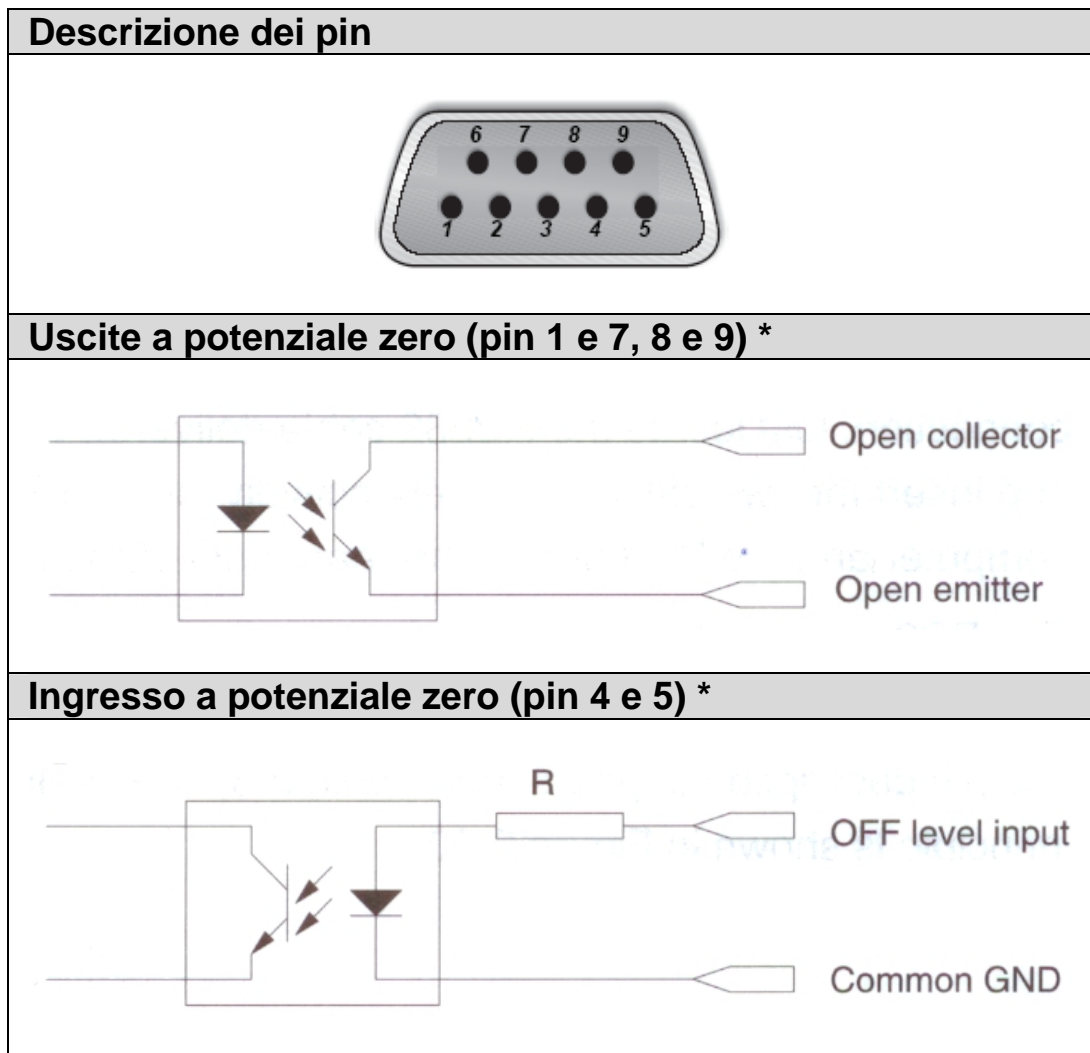 Descrizione dei pin
6 7 8 9
1 2 3 4 5
Uscite a potenziale zero (pin 1 e 7, 8 e 9) *
Open collector
Open emitter
Ingresso a potenziale zero (pin 4 e 5) *
R
OFF level input
Common GND